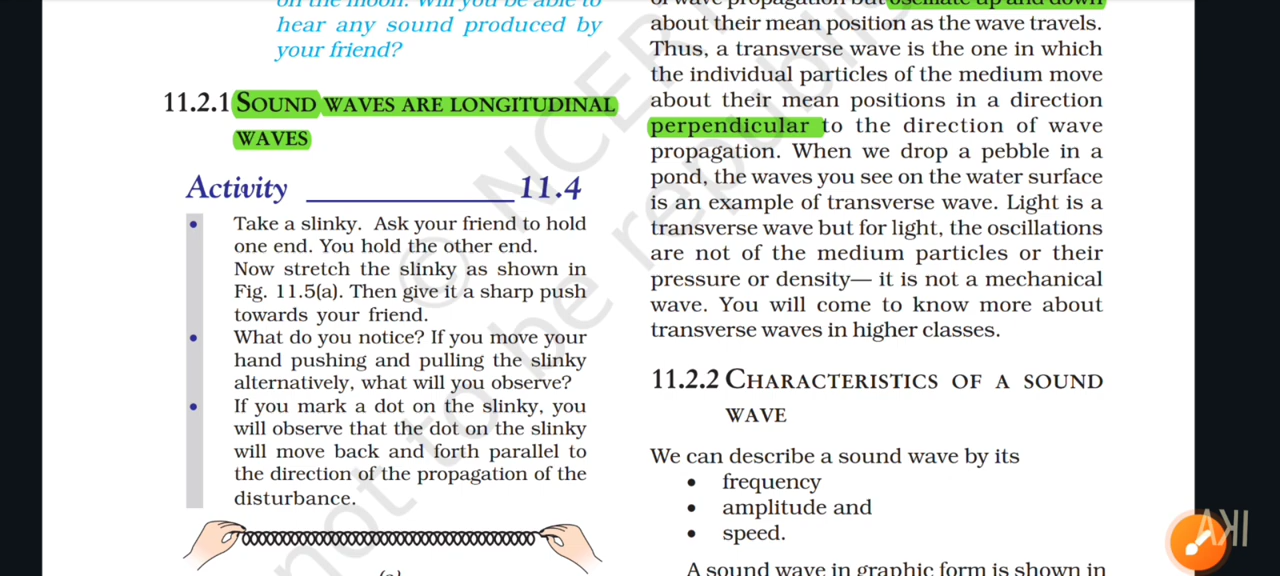 on the moon. Will you be able to
hear any sound produced by
your friend?
11.2.1 SOUND WAVES ARE LONGITUDINAL
WAVES
Activity ______________ 11.4
• Take a slinky. Ask your friend to hold
one end. You hold the other end.
Now stretch the slinky as shown in
Fig. 11.5(a). Then give it a sharp push
towards your friend.
• What do you notice? If you move your
hand pushing and pulling the slinky
alternatively, what will you observe?
• If you mark a dot on the slinky, you
will observe that the dot on the slinky
will move back and forth parallel to
the direction of the propagation of the
disturbance.
(a)
of wave propagation but oscillate up and down
about their mean position as the wave travels.
Thus, a transverse wave is the one in which
the individual particles of the medium move
about their mean positions in a direction
perpendicular to the direction of wave
propagation. When we drop a pebble in a
pond, the waves you see on the water surface
is an example of transverse wave. Light is a
transverse wave but for light, the oscillations
are not of the medium particles or their
pressure or density— it is not a mechanical
wave. You will come to know more about
transverse waves in higher classes.
11.2.2 CHARACTERISTICS OF A SOUND
WAVE
We can describe a sound wave by its
• frequency
• amplitude and
• speed.
A sound wave in graphic form is shown in
© NCERT
not to be republi